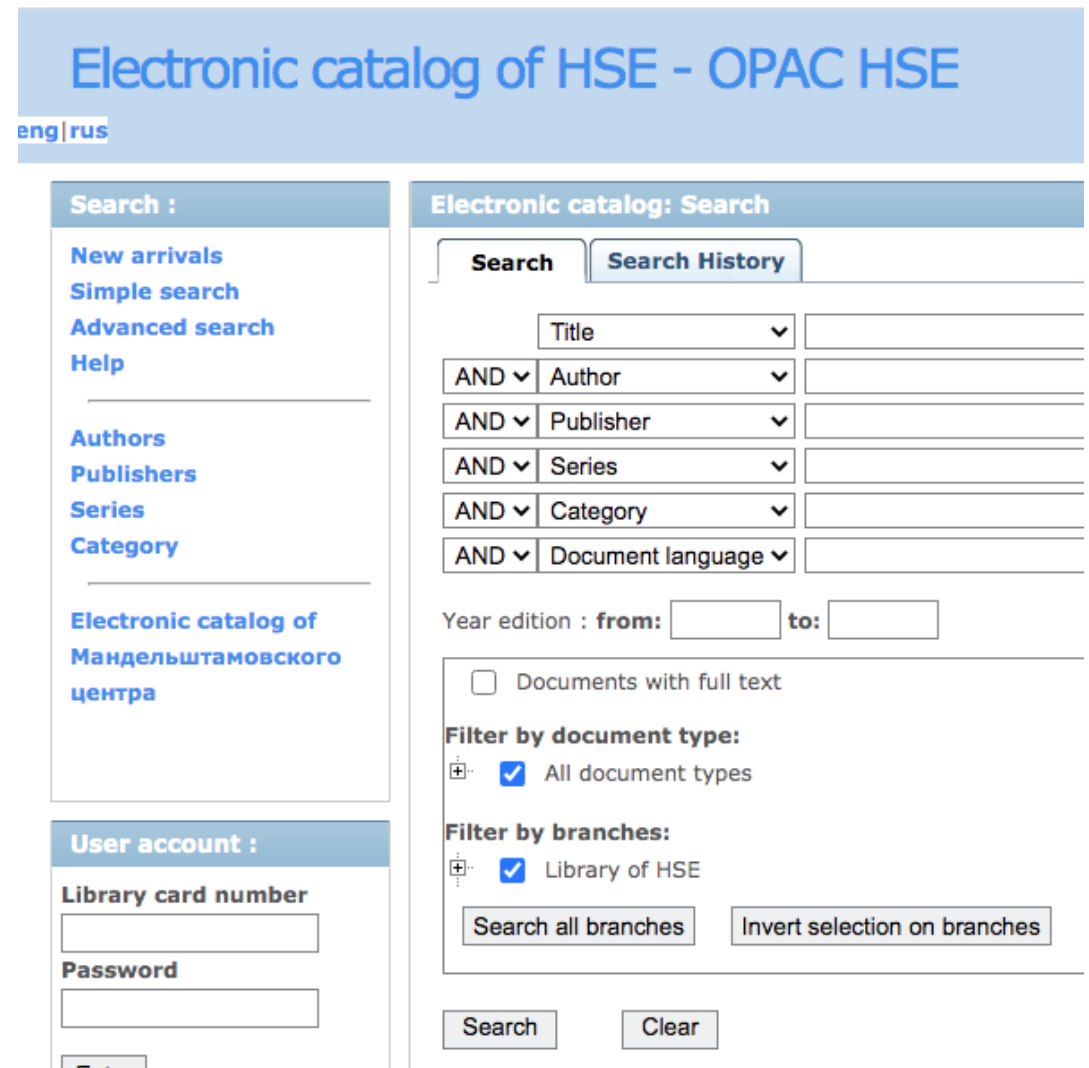 Electronic catalog of HSE - OPAC HSE
eng|rus
Search :
New arrivals
Simple search
Advanced search
Help
Authors
Publishers
Series
Category
Electronic catalog of
Мандельштамовского
центра
User account :
Library card number
Password
Electronic catalog: Search
Search
Search History
Title
AND Author
AND Publisher
AND Series
AND Category
AND Document language
Year edition : from: to:
Documents with full text
Filter by document type:
All document types
Filter by branches:
Library of HSE
Search all branches Invert selection on branches
Search Clear